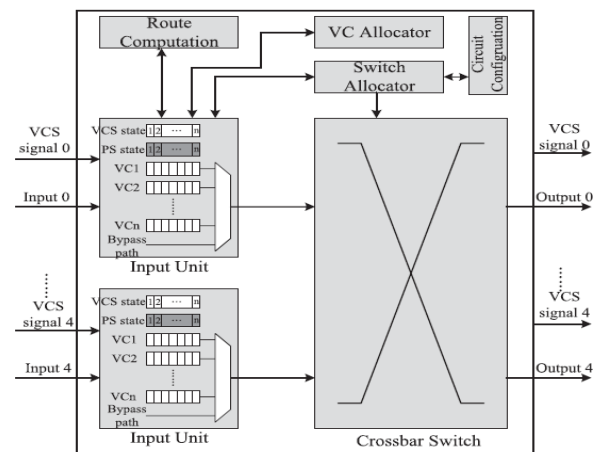 Route
Computation
VC Allocator
Switch
Allocator
Circuit
Configruation
VCS
signal 0
Input 0
VCS state 1 2 ... n
PS state 1 2 ... n
VC1
VC2
VCn
Bypass
path
Input Unit
VCS
signal 4
Input 4
VCS state 1 2 ... n
PS state 1 2 ... n
VC1
VC2
VCn
Bypass
path
Input Unit
Crossbar Switch
VCS
signal 0
Output 0
VCS
signal 4
Output 4